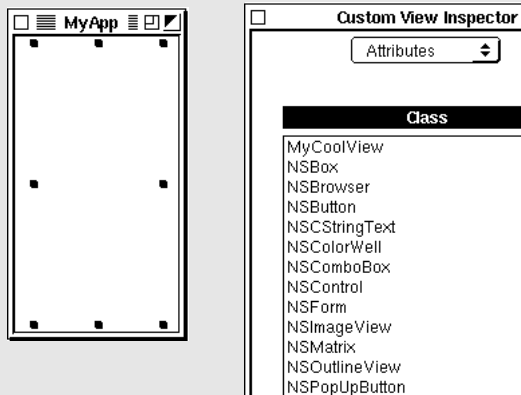 MyApp
Custom View Inspector
Attributes
Class
MyCoolView
NSBox
NSBrowser
NSButton
NSCStringText
NSColorWell
NSComboBox
NSControl
NSForm
NSImageView
NSMatrix
NSOutlineView
NSPopUpButton